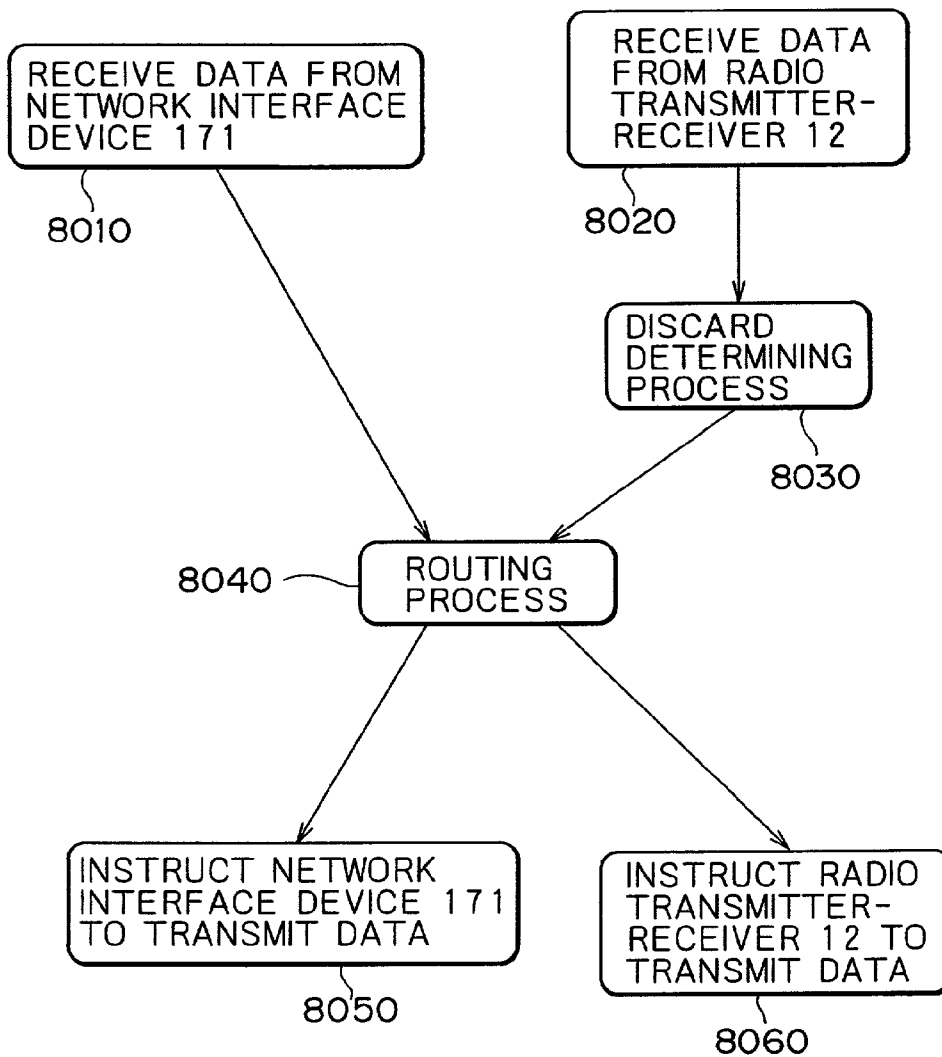 RECEIVE DATA FROM
NETWORK INTERFACE
DEVICE 171
8010
RECEIVE DATA
FROM RADIO
TRANSMITTER-
RECEIVER 12
8020
DISCARD
DETERMINING
PROCESS
8030
8040
ROUTING
PROCESS
INSTRUCT NETWORK
INTERFACE DEVICE 171
TO TRANSMIT DATA
8050
INSTRUCT RADIO
TRANSMITTER-
RECEIVER 12 TO
TRANSMIT DATA
8060